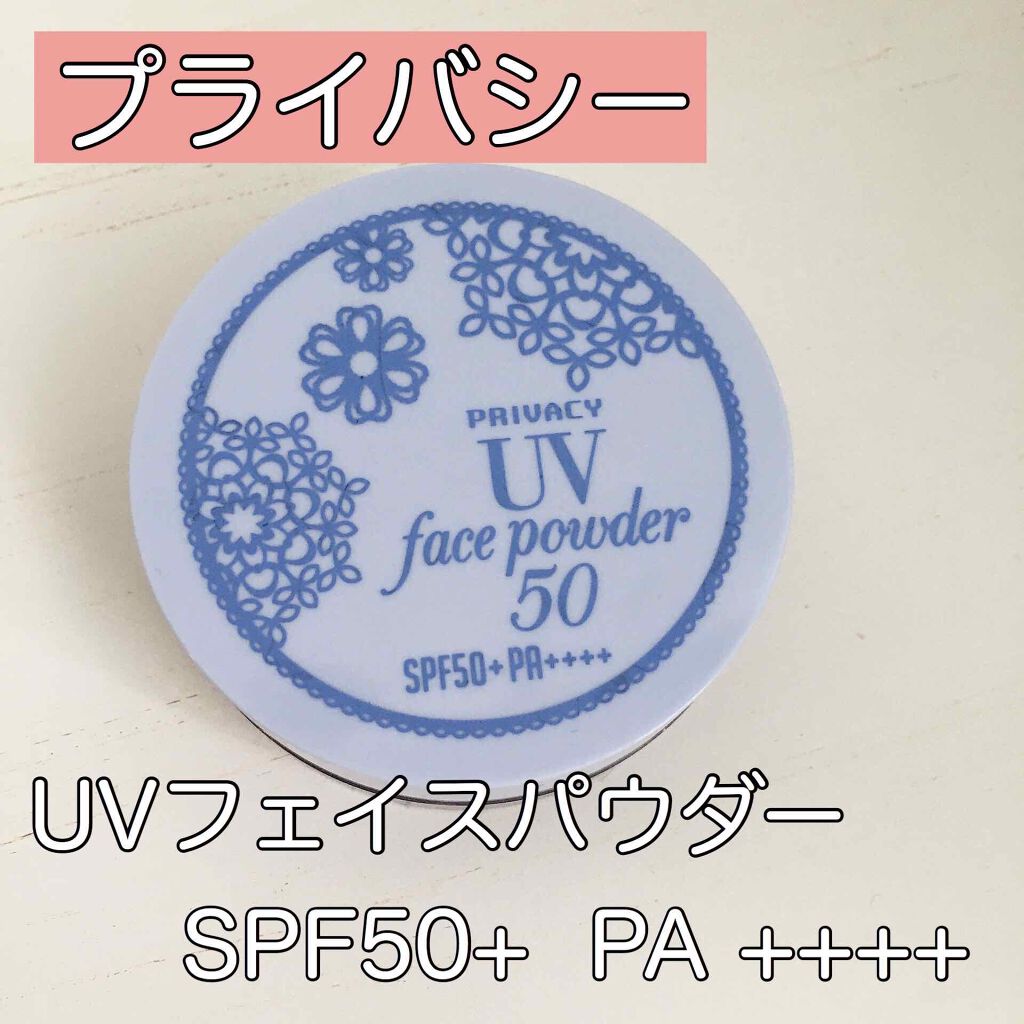 プライバシー
PRIVACY
UV
face powder
50
SPF50+ PA++++
UVフェイスパウダー
SPF50+ PA ++++